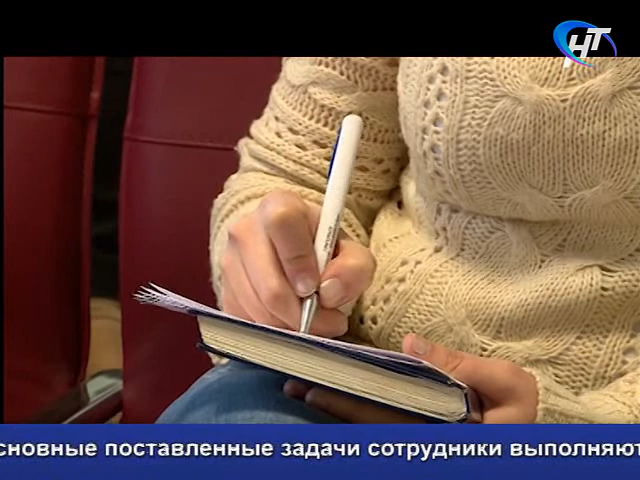 НТ
сновные поставленные задачи сотрудники выполняют